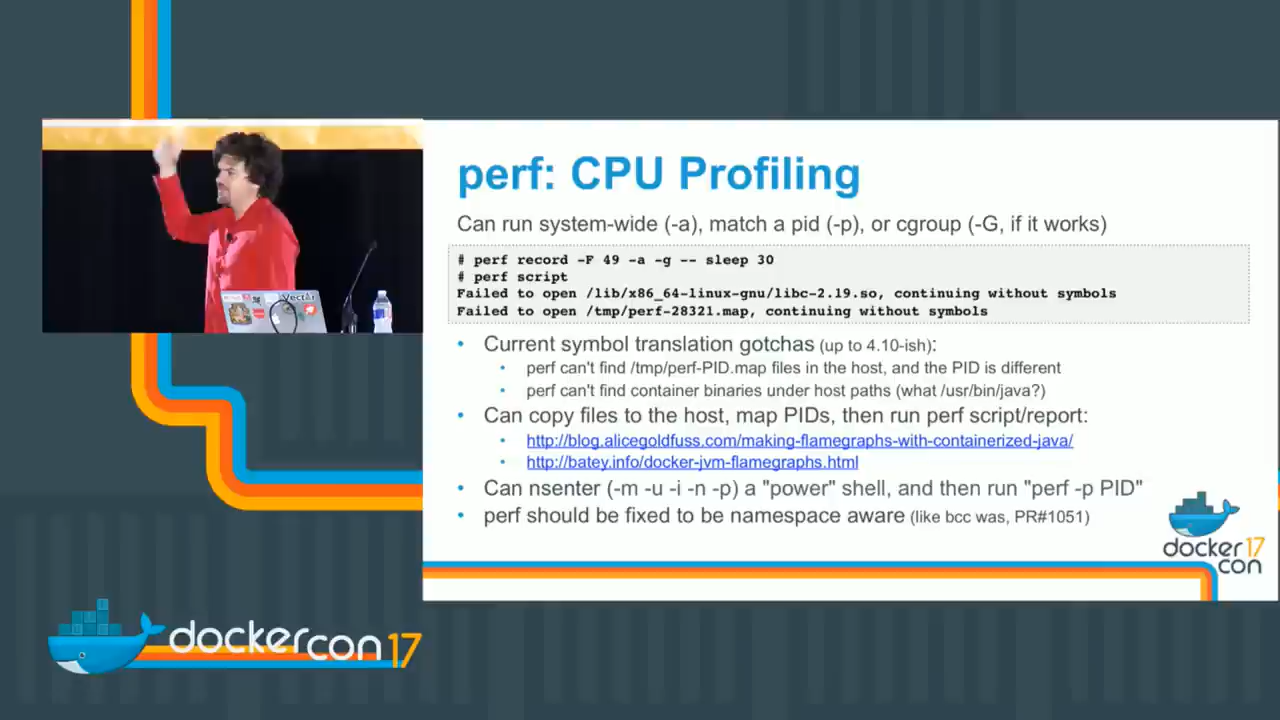 perf: CPU Profiling
Can run system-wide (-a), match a pid (-p), or cgroup (-G, if it works)
# perf record -F 49 -a -g -- sleep 30
# perf script
Failed to open /lib/x86_64-linux-gnu/libc-2.19.so, continuing without symbols
Failed to open /tmp/perf-28321.map, continuing without symbols
• Current symbol translation gotchas (up to 4.10-ish):
• perf can't find /tmp/perf-PID.map files in the host, and the PID is different
• perf can't find container binaries under host paths (what /usr/bin/java?)
• Can copy files to the host, map PIDs, then run perf script/report:
• http://blog.alicegoldfuss.com/making-flamegraphs-with-containerized-java/
• http://batey.info/docker-jvm-flamegraphs.html
• Can nsenter (-m -u -i -n -p) a "power" shell, and then run "perf -p PID"
• perf should be fixed to be namespace aware (like bcc was, PR#1051)
docker 17
con
Vector
dockercon 17